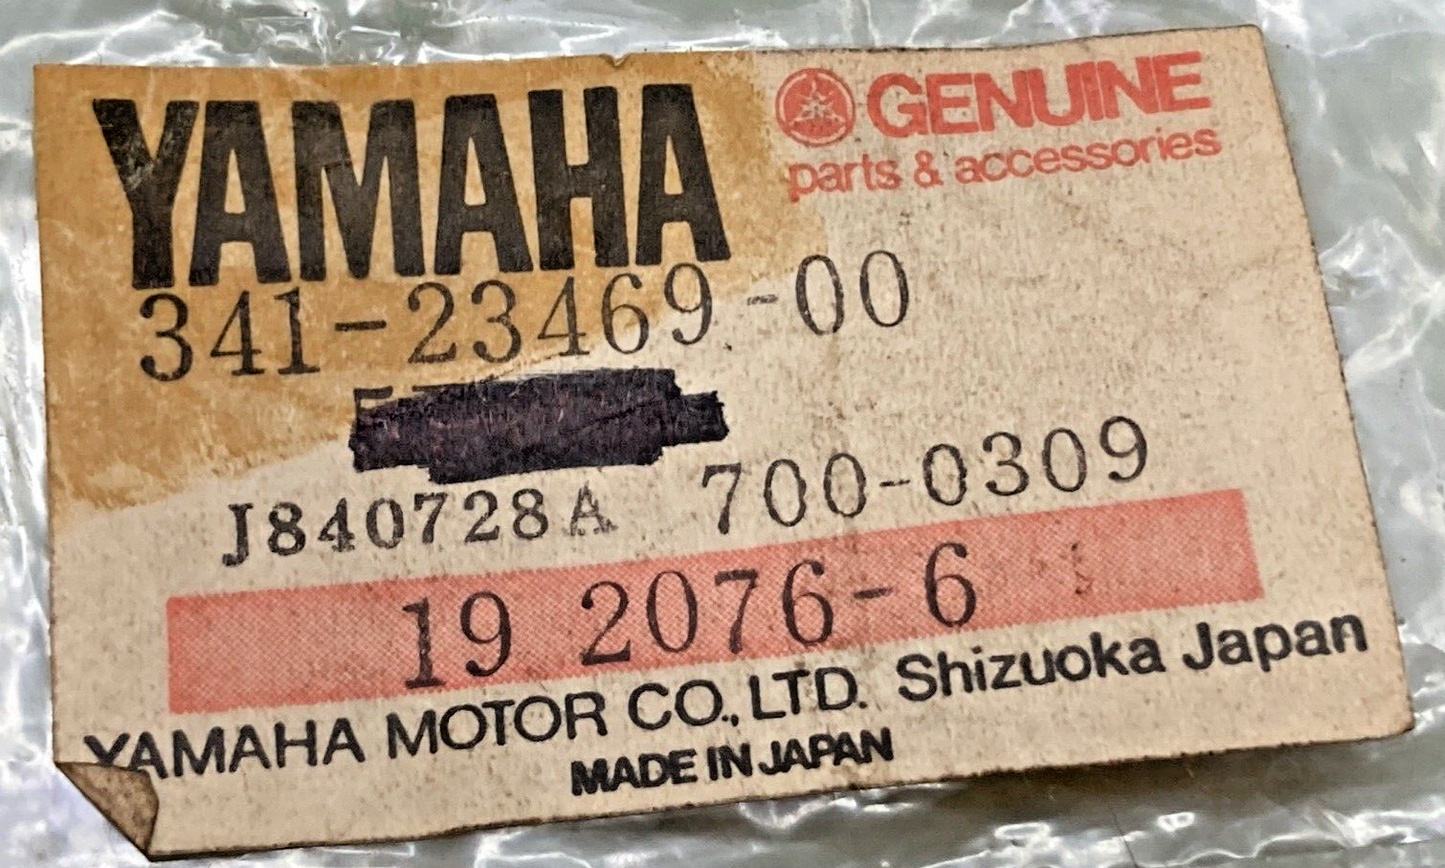 YAMAHA
GENUINE
parts & accessories
341-23469-00
J840728A 700-0309
19 2076-6
YAMAHA MOTOR CO., LTD. Shizuoka Japan
MADE IN JAPAN